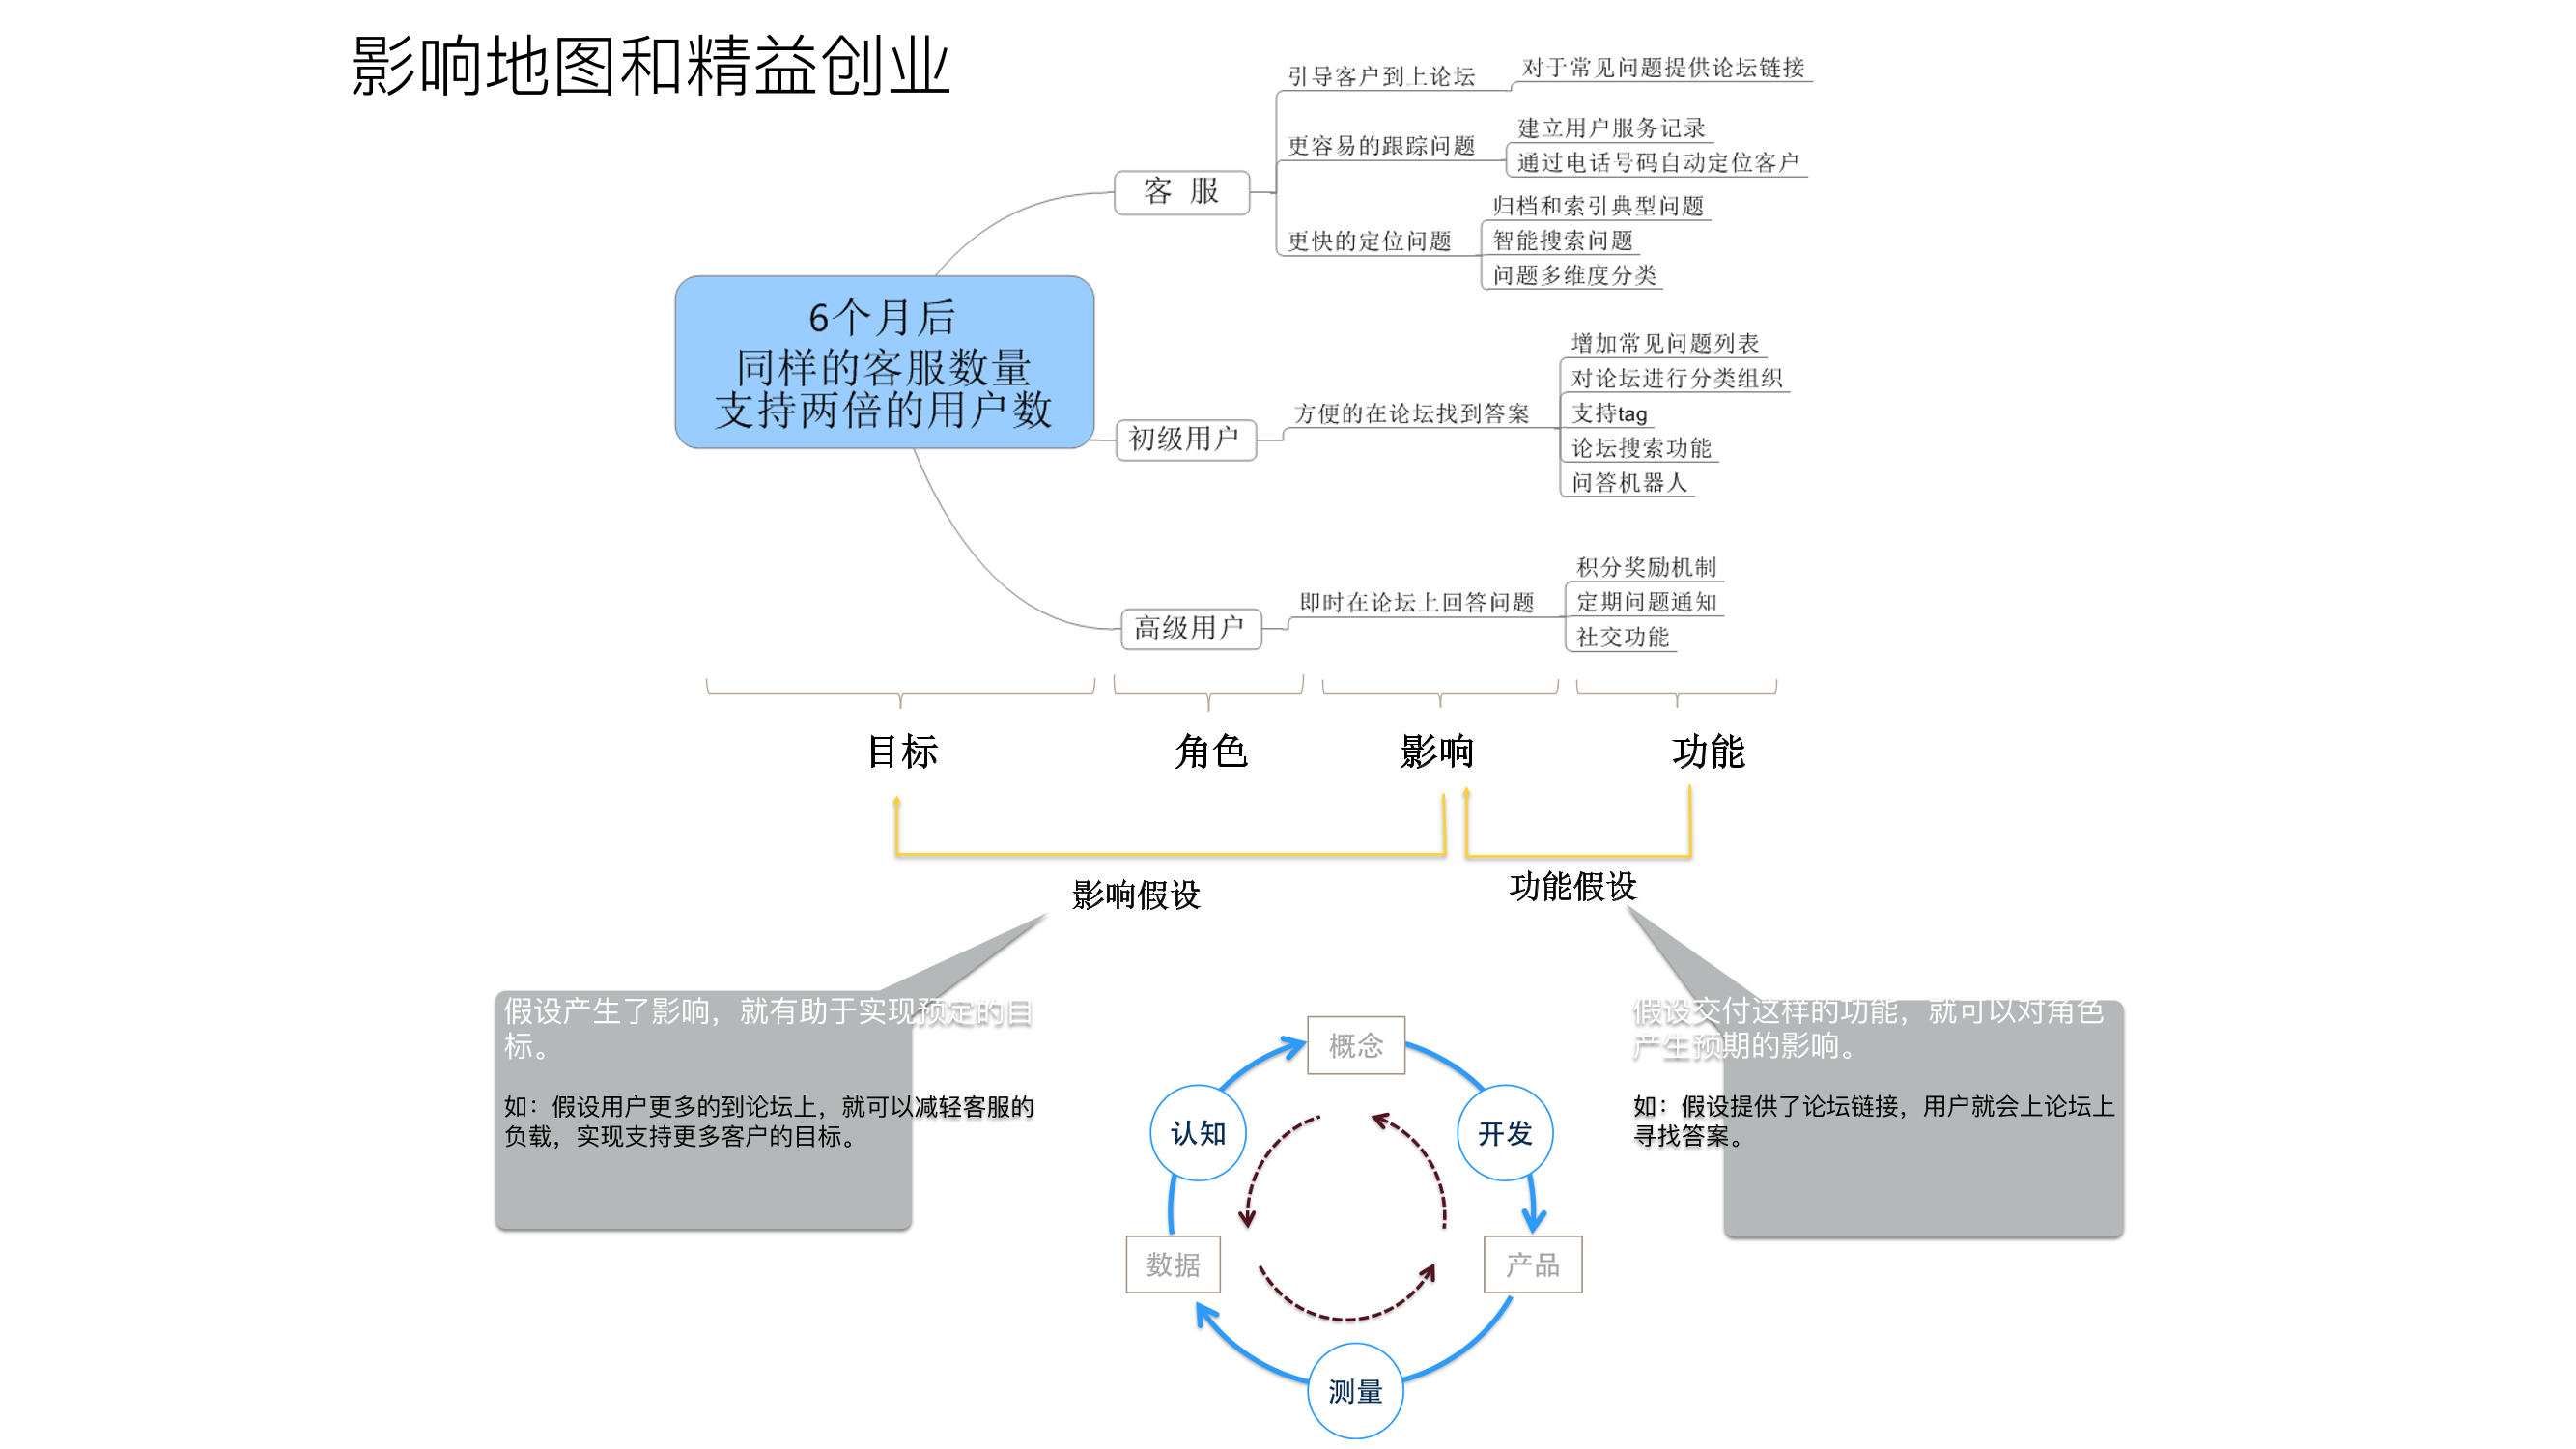 影响地图和精益创业
引导客户到上论坛
对于常见问题提供论坛链接
更容易的跟踪问题
建立用户服务记录
通过电话号码自动定位客户
客 服
更快的定位问题
归档和索引典型问题
智能搜索问题
问题多维度分类
6个月后
同样的客服数量
支持两倍的用户数
初级用户
方便的在论坛找到答案
增加常见问题列表
对论坛进行分类组织
支持tag
论坛搜索功能
问答机器人
高级用户
即时在论坛上回答问题
积分奖励机制
定期问题通知
社交功能
目标
角色
影响
功能
影响假设
功能假设
假设产生了影响，就有助于实现预定的目
标。
如：假设用户更多的到论坛上，就可以减轻客服的
负载，实现支持更多客户的目标。
假设交付这样的功能，就可以对角色
产生预期的影响。
如：假设提供了论坛链接，用户就会上论坛上
寻找答案。
概念
认知
开发
数据
产品
测量